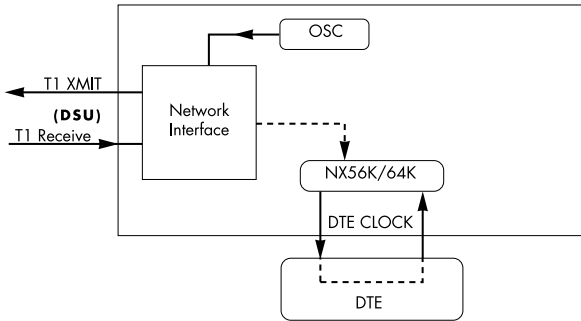 OSC
T1 XMIT
(DSU)
T1 Receive
Network
Interface
NX56K/64K
DTE CLOCK
DTE